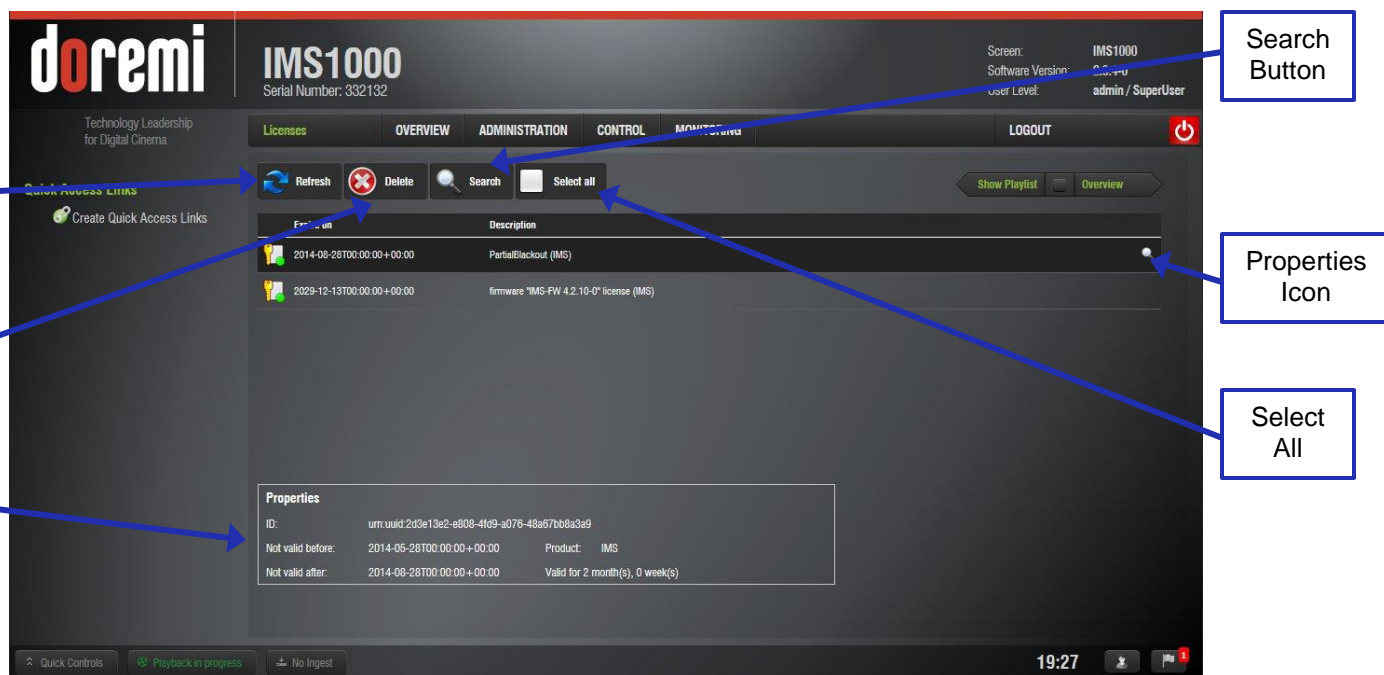 doremi
Technology Leadership
for Digital Cinema
IMS1000
Serial Number: 332132
Screen: IMS1000
Software Version:
User Level: admin / SuperUser
Search
Button
Licenses OVERVIEW ADMINISTRATION CONTROL MONITORING LOGOUT
Quick Access Links
Create Quick Access Links
Refresh Delete Search Select all
Show Playlist Overview
Expire on Description
2014-08-28T00:00:00+00:00 PartialBlackout (IMS)
2029-12-13T00:00:00+00:00 firmware "IMS-FW 4.2.10-0" license (IMS)
Properties
Icon
Select
All
Properties
ID: urn:uuid:2d3e13e2-e808-4fd9-a076-48a67bb8a3a9
Not valid before: 2014-05-28T00:00:00+00:00 Product: IMS
Not valid after: 2014-08-28T00:00:00+00:00 Valid for 2 month(s), 0 week(s)
Quick Controls Playback in progress No Ingest 19:27 1